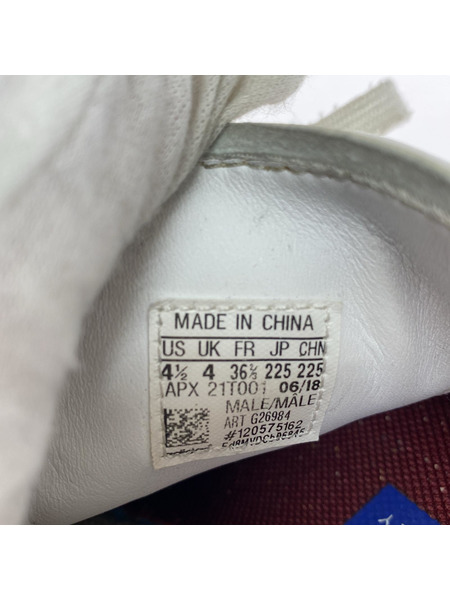 MADE IN CHINA
US UK FR JP CHN
4½ 4 36⅔ 225 225
APX 21T001 06/18
MALE/MÂLE
ART G26984
#120575162